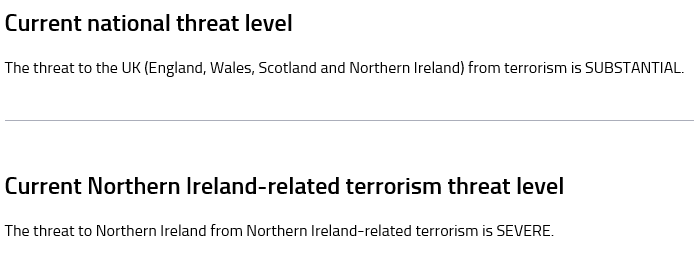 Current national threat level
The threat to the UK (England, Wales, Scotland and Northern Ireland) from terrorism is SUBSTANTIAL.
Current Northern Ireland-related terrorism threat level
The threat to Northern Ireland from Northern Ireland-related terrorism is SEVERE.